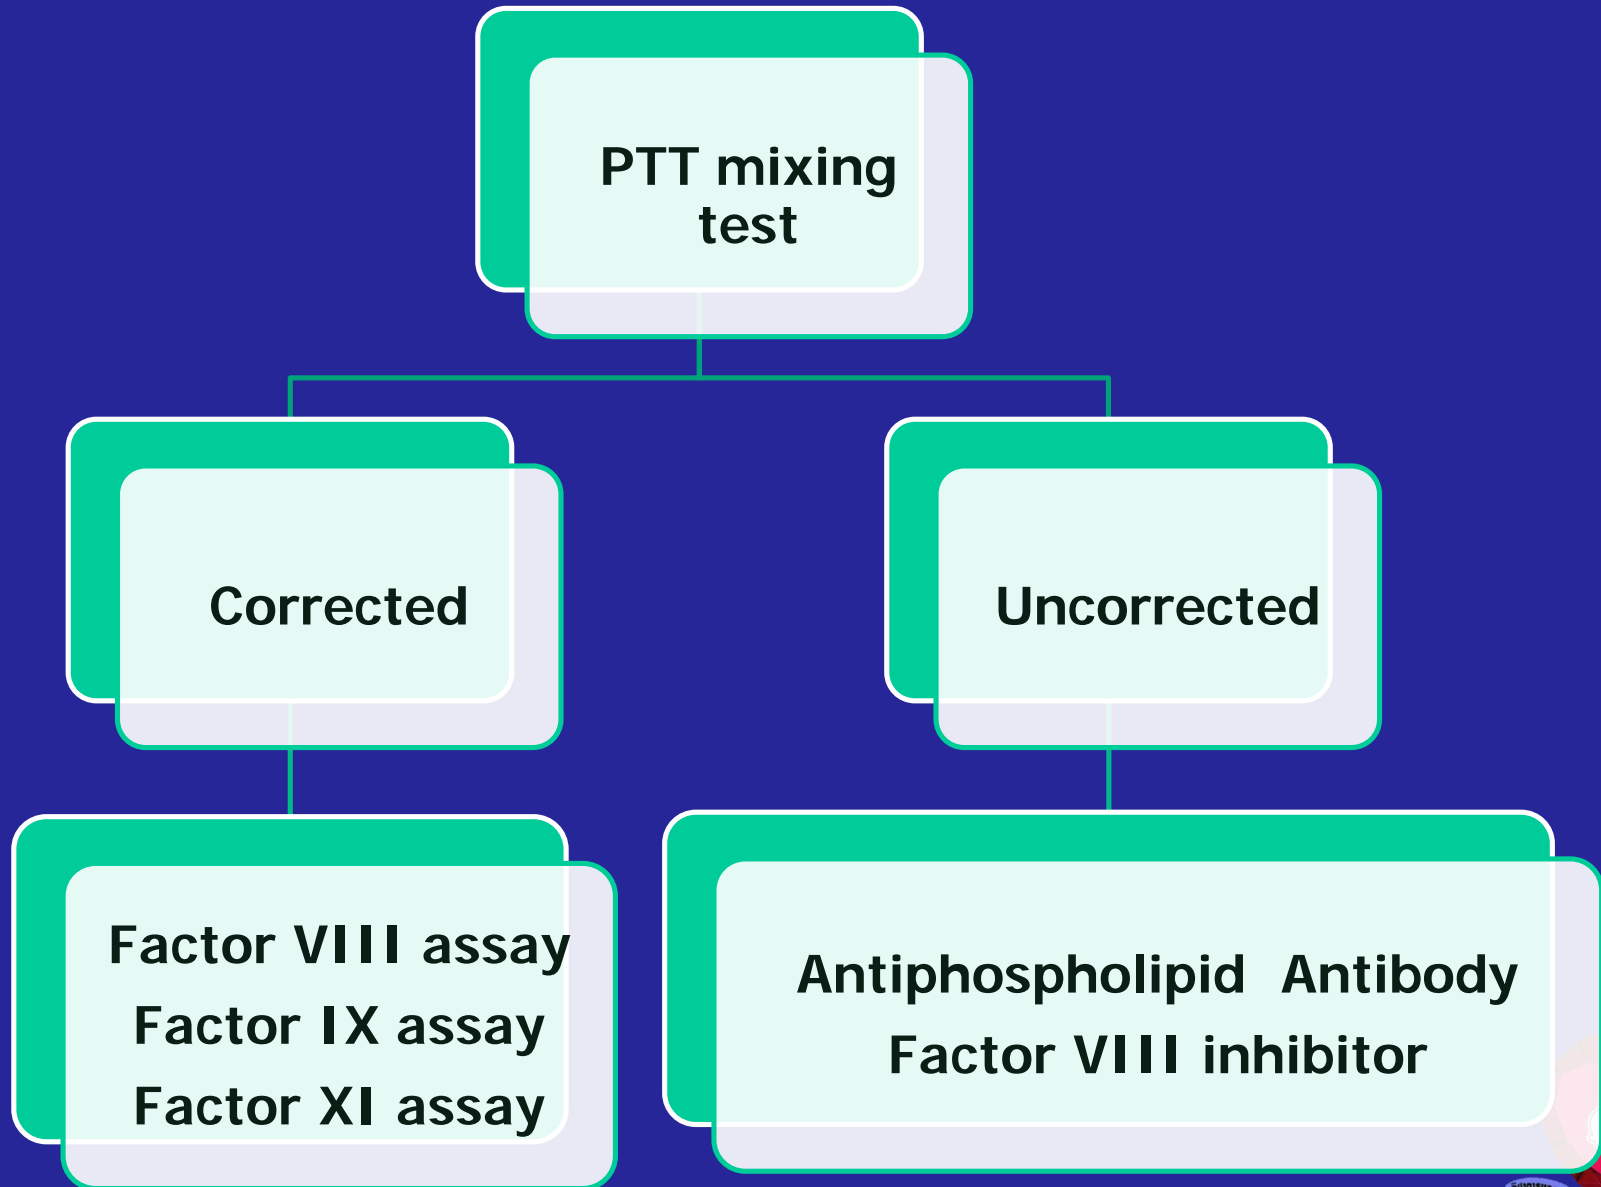 PTT mixing
test
Corrected
Uncorrected
Factor VIII assay
Factor IX assay
Factor XI assay
Antiphospholipid Antibody
Factor VIII inhibitor